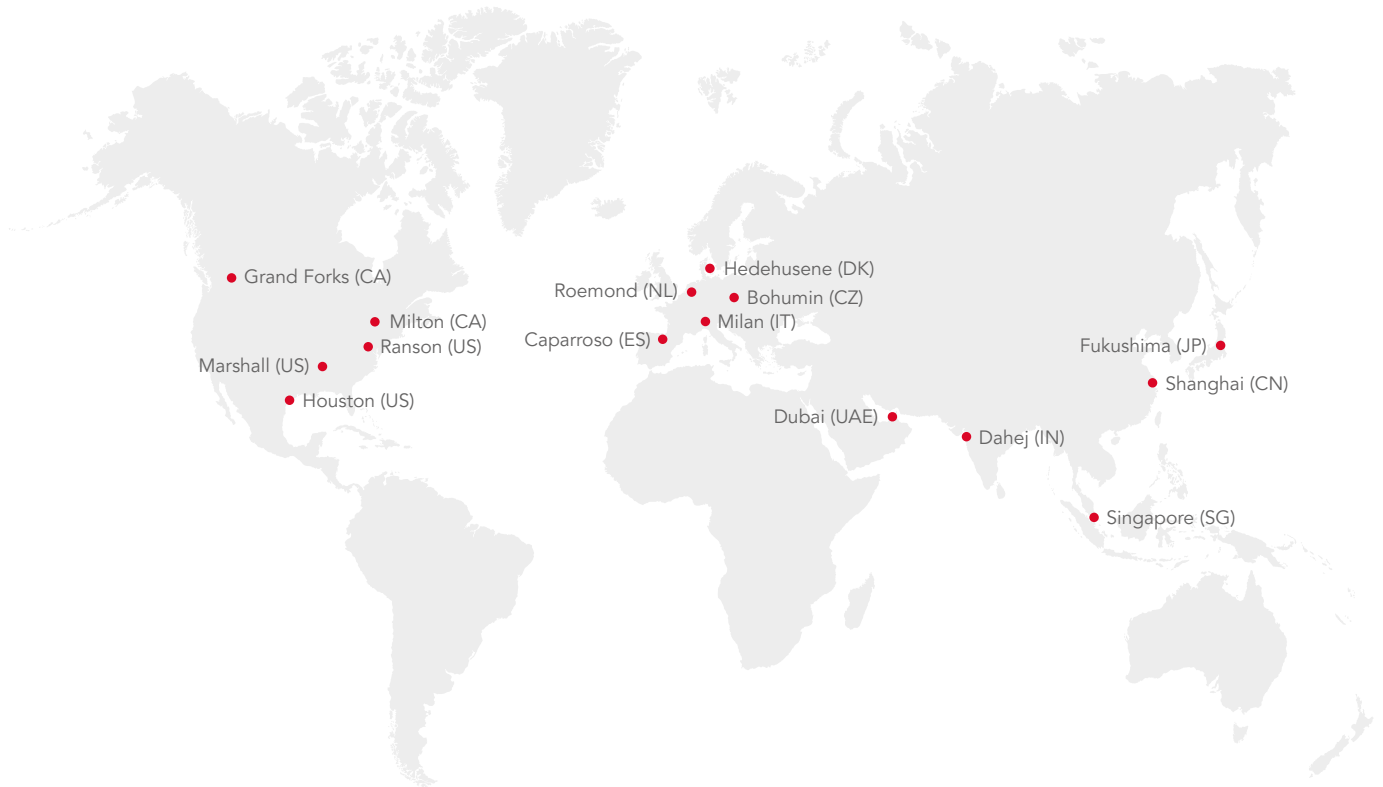 Hedehusene (DK)
Grand Forks (CA)
Roemond (NL)
Bohumin (CZ)
Milton (CA)
Milan (IT)
Caparroso (ES)
Ranson (US)
Fukushima (JP)
Marshall (US)
Shanghai (CN)
Houston (US)
Dubai (UAE)
Dahej (IN)
Singapore (SG)